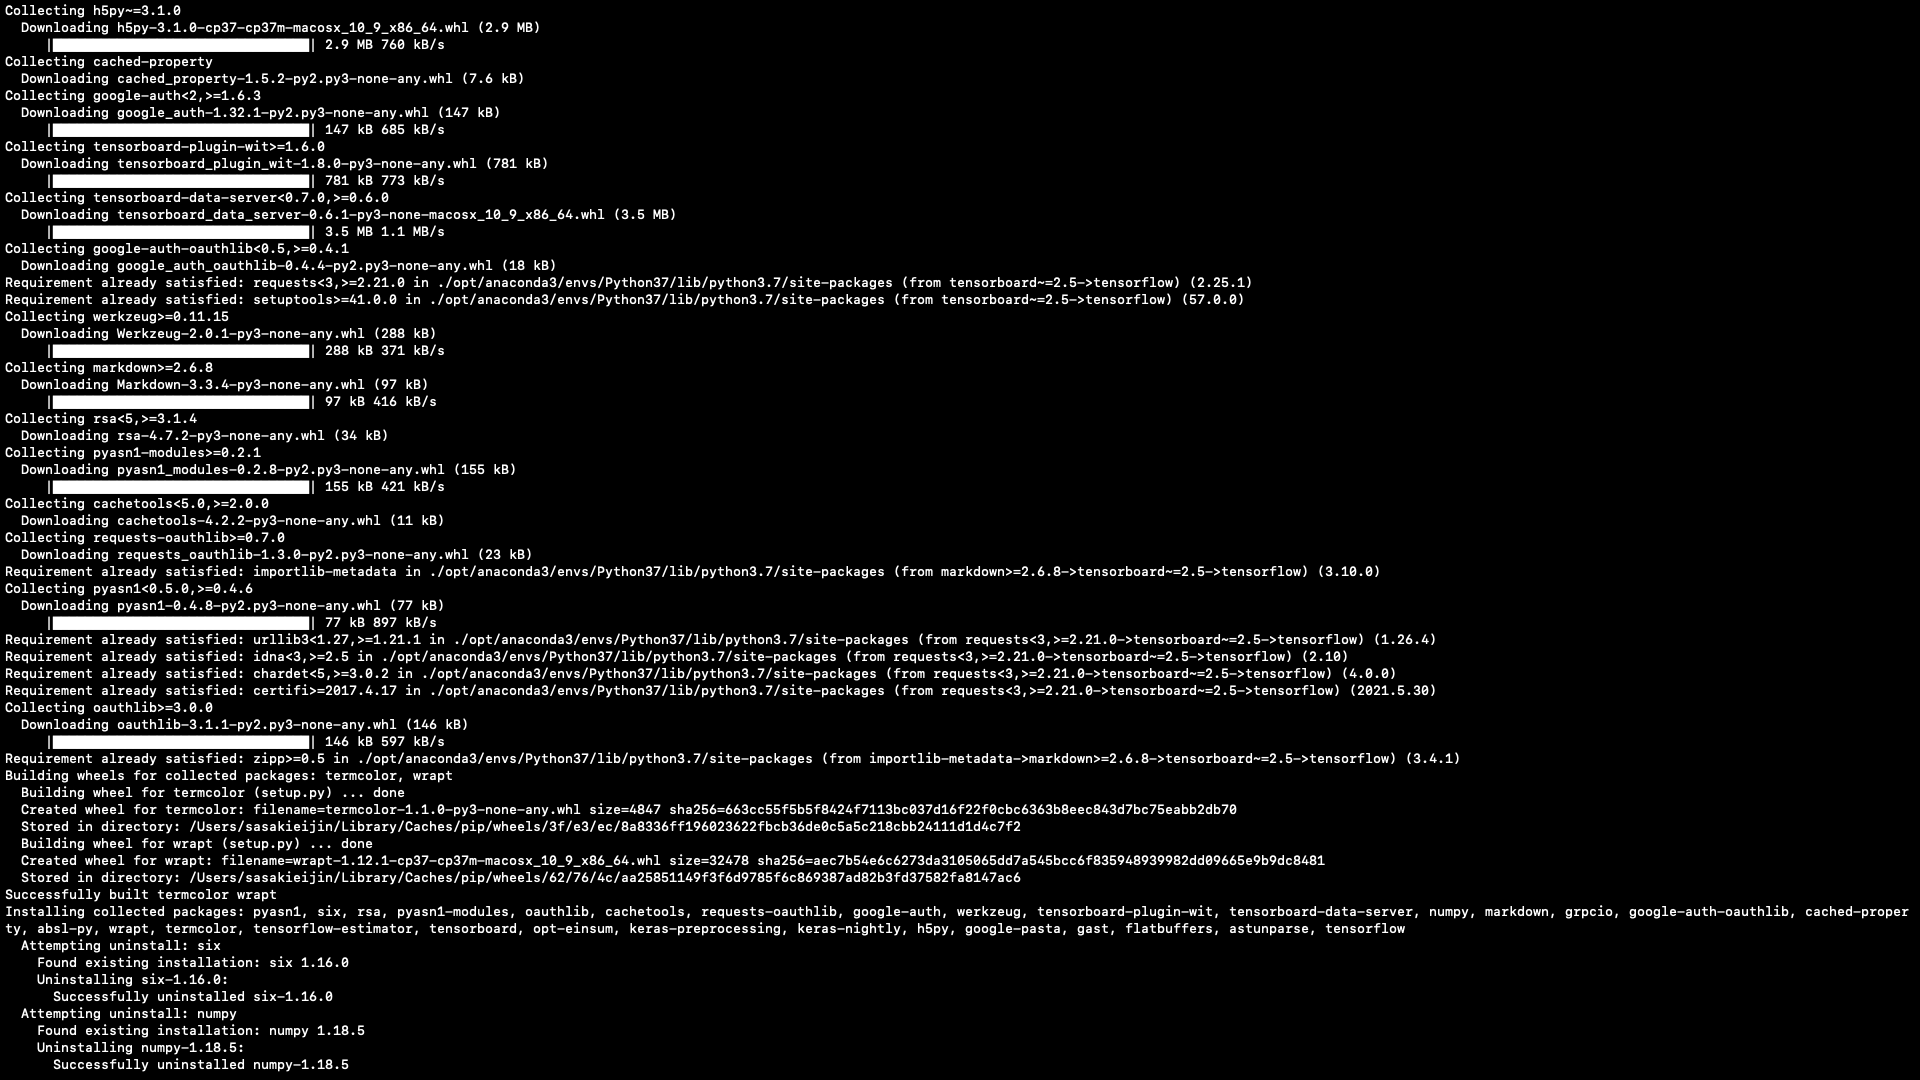 Collecting h5py~=3.1.0
Downloading h5py-3.1.0-cp37-cp37m-macosx_10_9_x86_64.whl (2.9 MB)
|████████████████████████████████| 2.9 MB 760 kB/s
Collecting cached-property
Downloading cached_property-1.5.2-py2.py3-none-any.whl (7.6 kB)
Collecting google-auth<2,>=1.6.3
Downloading google_auth-1.32.1-py2.py3-none-any.whl (147 kB)
|████████████████████████████████| 147 kB 685 kB/s
Collecting tensorboard-plugin-wit>=1.6.0
Downloading tensorboard_plugin_wit-1.8.0-py3-none-any.whl (781 kB)
|████████████████████████████████| 781 kB 773 kB/s
Collecting tensorboard-data-server<0.7.0,>=0.6.0
Downloading tensorboard_data_server-0.6.1-py3-none-macosx_10_9_x86_64.whl (3.5 MB)
|████████████████████████████████| 3.5 MB 1.1 MB/s
Collecting google-auth-oauthlib<0.5,>=0.4.1
Downloading google_auth_oauthlib-0.4.4-py2.py3-none-any.whl (18 kB)
Requirement already satisfied: requests<3,>=2.21.0 in ./opt/anaconda3/envs/Python37/lib/python3.7/site-packages (from tensorboard~=2.5->tensorflow) (2.25.1)
Requirement already satisfied: setuptools>=41.0.0 in ./opt/anaconda3/envs/Python37/lib/python3.7/site-packages (from tensorboard~=2.5->tensorflow) (57.0.0)
Collecting werkzeug>=0.11.15
Downloading Werkzeug-2.0.1-py3-none-any.whl (288 kB)
|████████████████████████████████| 288 kB 371 kB/s
Collecting markdown>=2.6.8
Downloading Markdown-3.3.4-py3-none-any.whl (97 kB)
|████████████████████████████████| 97 kB 416 kB/s
Collecting rsa<5,>=3.1.4
Downloading rsa-4.7.2-py3-none-any.whl (34 kB)
Collecting pyasn1-modules>=0.2.1
Downloading pyasn1_modules-0.2.8-py2.py3-none-any.whl (155 kB)
|████████████████████████████████| 155 kB 421 kB/s
Collecting cachetools<5.0,>=2.0.0
Downloading cachetools-4.2.2-py3-none-any.whl (11 kB)
Collecting requests-oauthlib>=0.7.0
Downloading requests_oauthlib-1.3.0-py2.py3-none-any.whl (23 kB)
Requirement already satisfied: importlib-metadata in ./opt/anaconda3/envs/Python37/lib/python3.7/site-packages (from markdown>=2.6.8->tensorboard~=2.5->tensorflow) (3.10.0)
Collecting pyasn1<0.5.0,>=0.4.6
Downloading pyasn1-0.4.8-py2.py3-none-any.whl (77 kB)
|████████████████████████████████| 77 kB 897 kB/s
Requirement already satisfied: urllib3<1.27,>=1.21.1 in ./opt/anaconda3/envs/Python37/lib/python3.7/site-packages (from requests<3,>=2.21.0->tensorboard~=2.5->tensorflow) (1.26.4)
Requirement already satisfied: idna<3,>=2.5 in ./opt/anaconda3/envs/Python37/lib/python3.7/site-packages (from requests<3,>=2.21.0->tensorboard~=2.5->tensorflow) (2.10)
Requirement already satisfied: chardet<5,>=3.0.2 in ./opt/anaconda3/envs/Python37/lib/python3.7/site-packages (from requests<3,>=2.21.0->tensorboard~=2.5->tensorflow) (4.0.0)
Requirement already satisfied: certifi>=2017.4.17 in ./opt/anaconda3/envs/Python37/lib/python3.7/site-packages (from requests<3,>=2.21.0->tensorboard~=2.5->tensorflow) (2021.5.30)
Collecting oauthlib>=3.0.0
Downloading oauthlib-3.1.1-py2.py3-none-any.whl (146 kB)
|████████████████████████████████| 146 kB 597 kB/s
Requirement already satisfied: zipp>=0.5 in ./opt/anaconda3/envs/Python37/lib/python3.7/site-packages (from importlib-metadata->markdown>=2.6.8->tensorboard~=2.5->tensorflow) (3.4.1)
Building wheels for collected packages: termcolor, wrapt
Building wheel for termcolor (setup.py) ... done
Created wheel for termcolor: filename=termcolor-1.1.0-py3-none-any.whl size=4847 sha256=663cc55f5b5f8424f7113bc037d16f22f0cbc6363b8eec843d7bc75eabb2db70
Stored in directory: /Users/sasakieijin/Library/Caches/pip/wheels/3f/e3/ec/8a8336ff196023622fbcb36de0c5a5c218cbb24111d1d4c7f2
Building wheel for wrapt (setup.py) ... done
Created wheel for wrapt: filename=wrapt-1.12.1-cp37-cp37m-macosx_10_9_x86_64.whl size=32478 sha256=aec7b54e6c6273da3105065dd7a545bcc6f835948939982dd09665e9b9dc8481
Stored in directory: /Users/sasakieijin/Library/Caches/pip/wheels/62/76/4c/aa25851149f3f6d9785f6c869387ad82b3fd37582fa8147ac6
Successfully built termcolor wrapt
Installing collected packages: pyasn1, six, rsa, pyasn1-modules, oauthlib, cachetools, requests-oauthlib, google-auth, werkzeug, tensorboard-plugin-wit, tensorboard-data-server, numpy, markdown, grpcio, google-auth-oauthlib, cached-proper
ty, absl-py, wrapt, termcolor, tensorflow-estimator, tensorboard, opt-einsum, keras-preprocessing, keras-nightly, h5py, google-pasta, gast, flatbuffers, astunparse, tensorflow
Attempting uninstall: six
Found existing installation: six 1.16.0
Uninstalling six-1.16.0:
Successfully uninstalled six-1.16.0
Attempting uninstall: numpy
Found existing installation: numpy 1.18.5
Uninstalling numpy-1.18.5:
Successfully uninstalled numpy-1.18.5